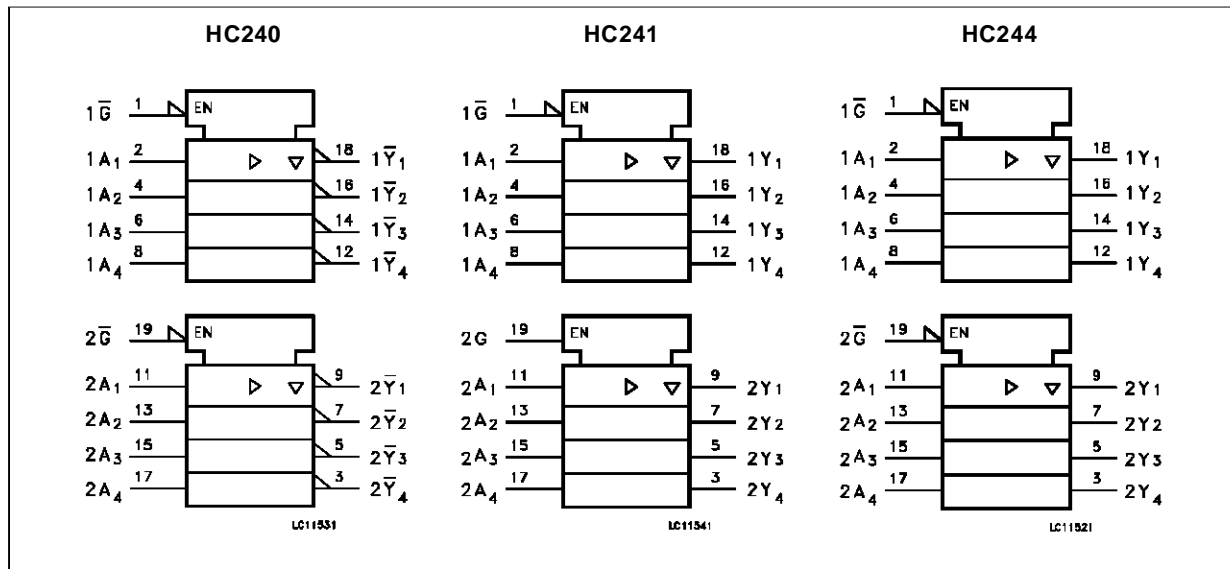 HC240 HC241 HC244
1G̅ 1 EN 1G̅ 1 EN 1G̅ 1 EN
1A₁ 2 18 1Y̅₁ 1A₁ 2 18 1Y₁ 1A₁ 2 18 1Y₁
1A₂ 4 16 1Y̅₂ 1A₂ 4 16 1Y₂ 1A₂ 4 16 1Y₂
1A₃ 6 14 1Y̅₃ 1A₃ 6 14 1Y₃ 1A₃ 6 14 1Y₃
1A₄ 8 12 1Y̅₄ 1A₄ 8 12 1Y₄ 1A₄ 8 12 1Y₄
2G̅ 19 EN 2G 19 EN 2G̅ 19 EN
2A₁ 11 9 2Y̅₁ 2A₁ 11 9 2Y₁ 2A₁ 11 9 2Y₁
2A₂ 13 7 2Y̅₂ 2A₂ 13 7 2Y₂ 2A₂ 13 7 2Y₂
2A₃ 15 5 2Y̅₃ 2A₃ 15 5 2Y₃ 2A₃ 15 5 2Y₃
2A₄ 17 3 2Y̅₄ 2A₄ 17 3 2Y₄ 2A₄ 17 3 2Y₄
LC11531 LC11541 LC11521